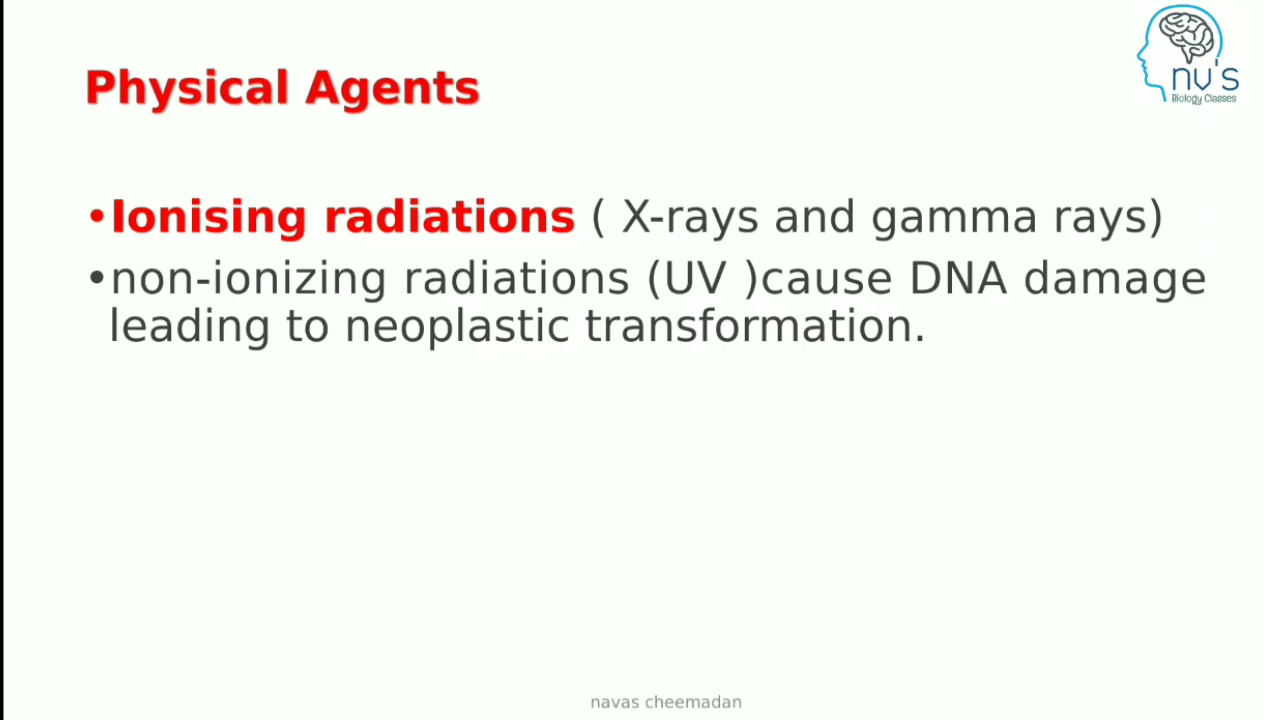 nv's
Biology Classes
Physical Agents
•Ionising radiations ( X-rays and gamma rays)
•non-ionizing radiations (UV )cause DNA damage
leading to neoplastic transformation.
navas cheemadan